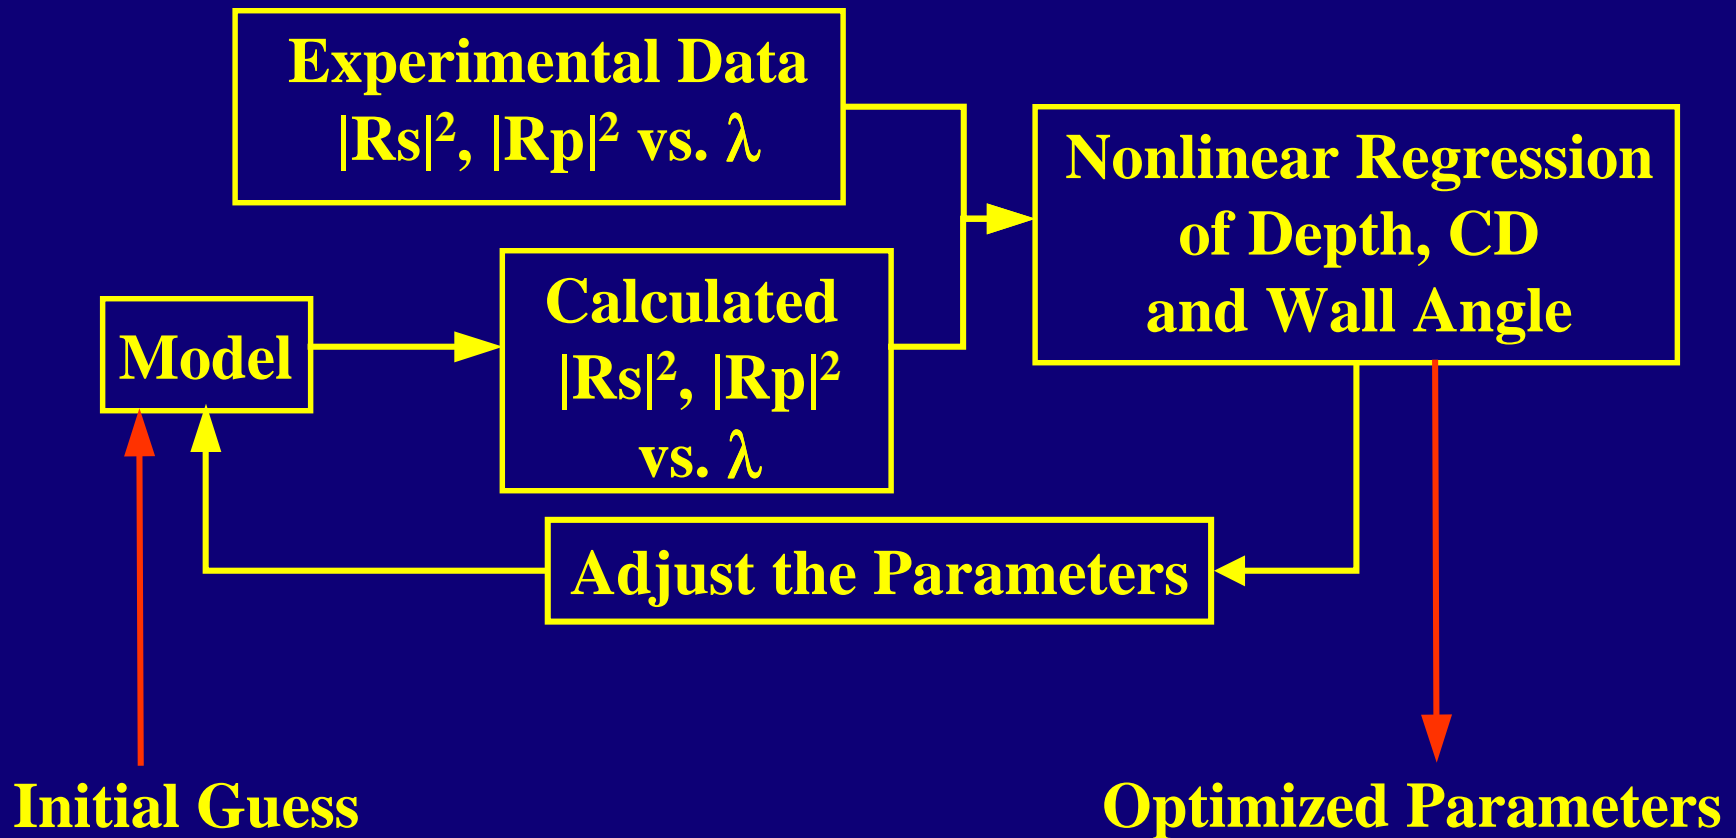 Experimental Data
|Rs|², |Rp|² vs. λ
Nonlinear Regression
of Depth, CD
and Wall Angle
Calculated
|Rs|², |Rp|²
vs. λ
Model
Adjust the Parameters
Initial Guess
Optimized Parameters